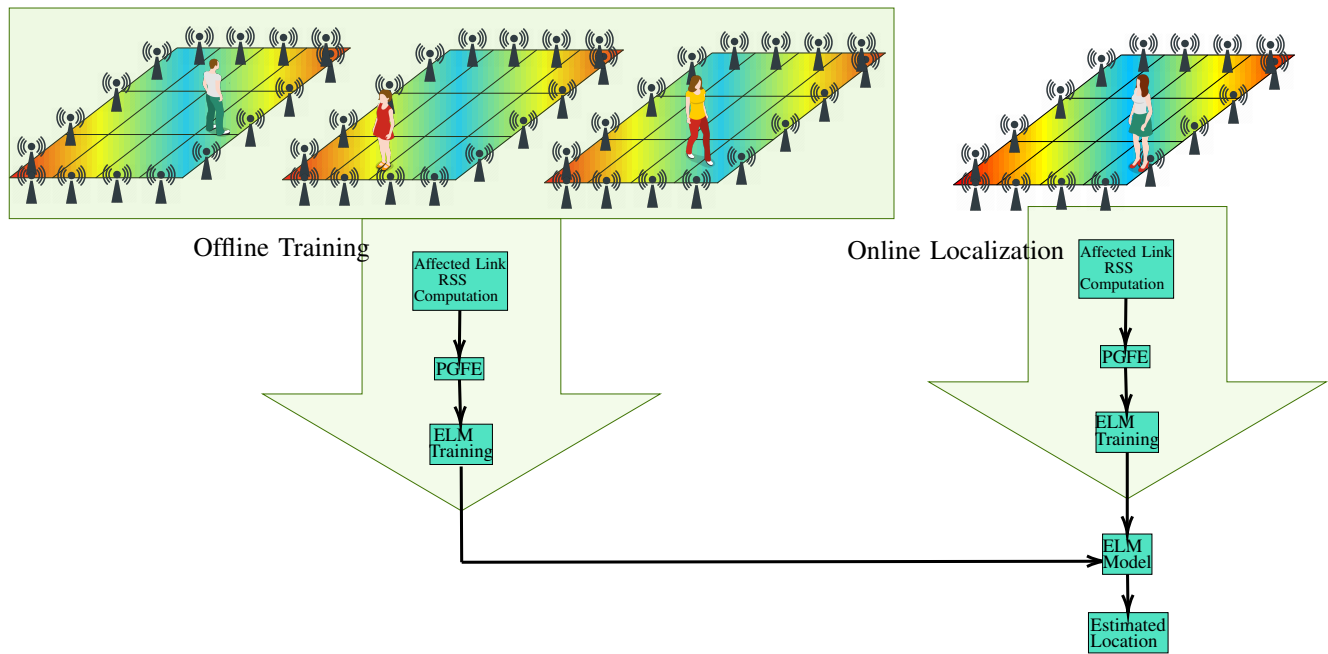 Offline Training
Affected Link
RSS
Computation
PGFE
ELM
Training
Online Localization
Affected Link
RSS
Computation
PGFE
ELM
Training
ELM
Model
Estimated
Location